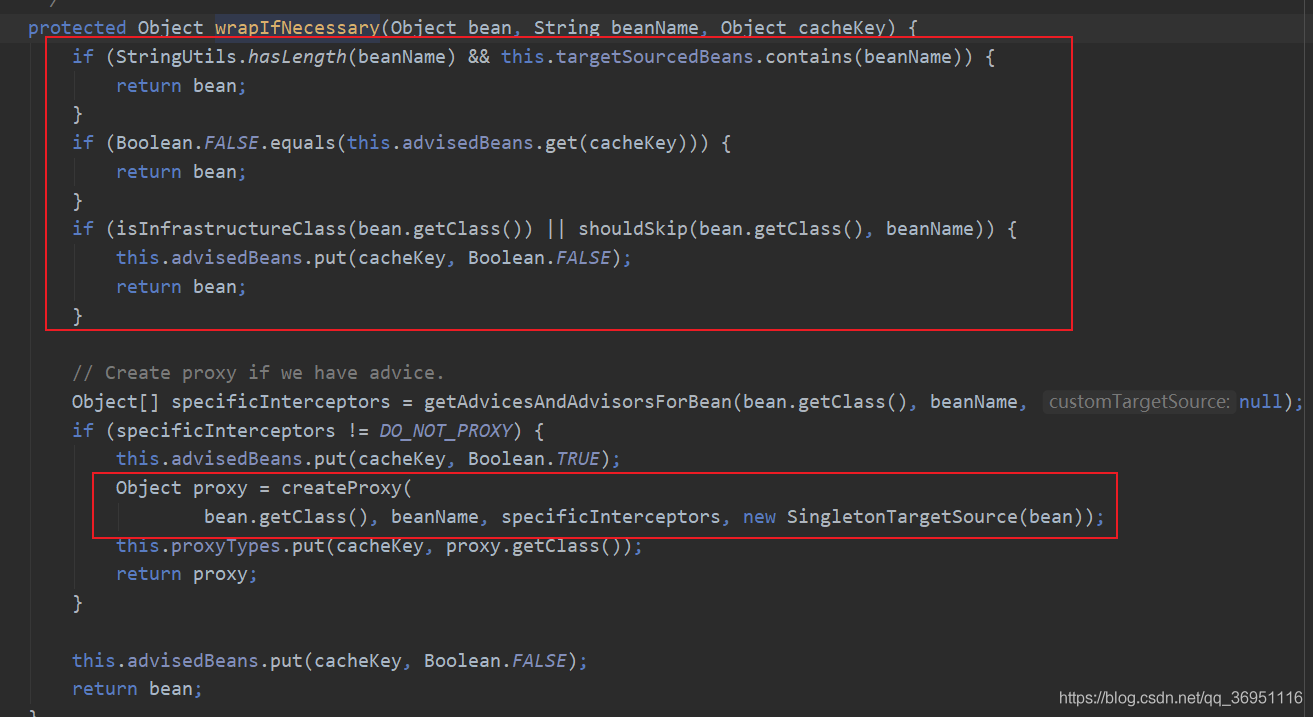 protected Object wrapIfNecessary(Object bean, String beanName, Object cacheKey) {
if (StringUtils.hasLength(beanName) && this.targetSourcedBeans.contains(beanName)) {
return bean;
}
if (Boolean.FALSE.equals(this.advisedBeans.get(cacheKey))) {
return bean;
}
if (isInfrastructureClass(bean.getClass()) || shouldSkip(bean.getClass(), beanName)) {
this.advisedBeans.put(cacheKey, Boolean.FALSE);
return bean;
}
// Create proxy if we have advice.
Object[] specificInterceptors = getAdvicesAndAdvisorsForBean(bean.getClass(), beanName, customTargetSource: null);
if (specificInterceptors != DO_NOT_PROXY) {
this.advisedBeans.put(cacheKey, Boolean.TRUE);
Object proxy = createProxy(
bean.getClass(), beanName, specificInterceptors, new SingletonTargetSource(bean));
this.proxyTypes.put(cacheKey, proxy.getClass());
return proxy;
}
this.advisedBeans.put(cacheKey, Boolean.FALSE);
return bean;
}
https://blog.csdn.net/qq_36951116